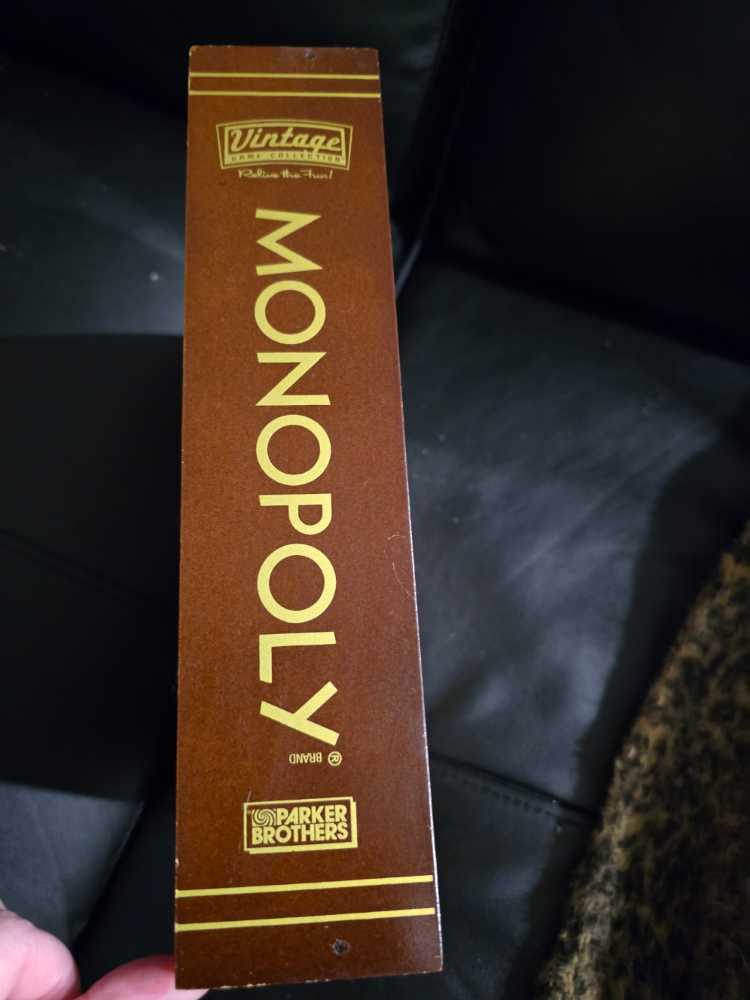 Vintage
GAME COLLECTION
Relive the Fun!
MONOPOLY
® BRAND
PARKER
BROTHERS